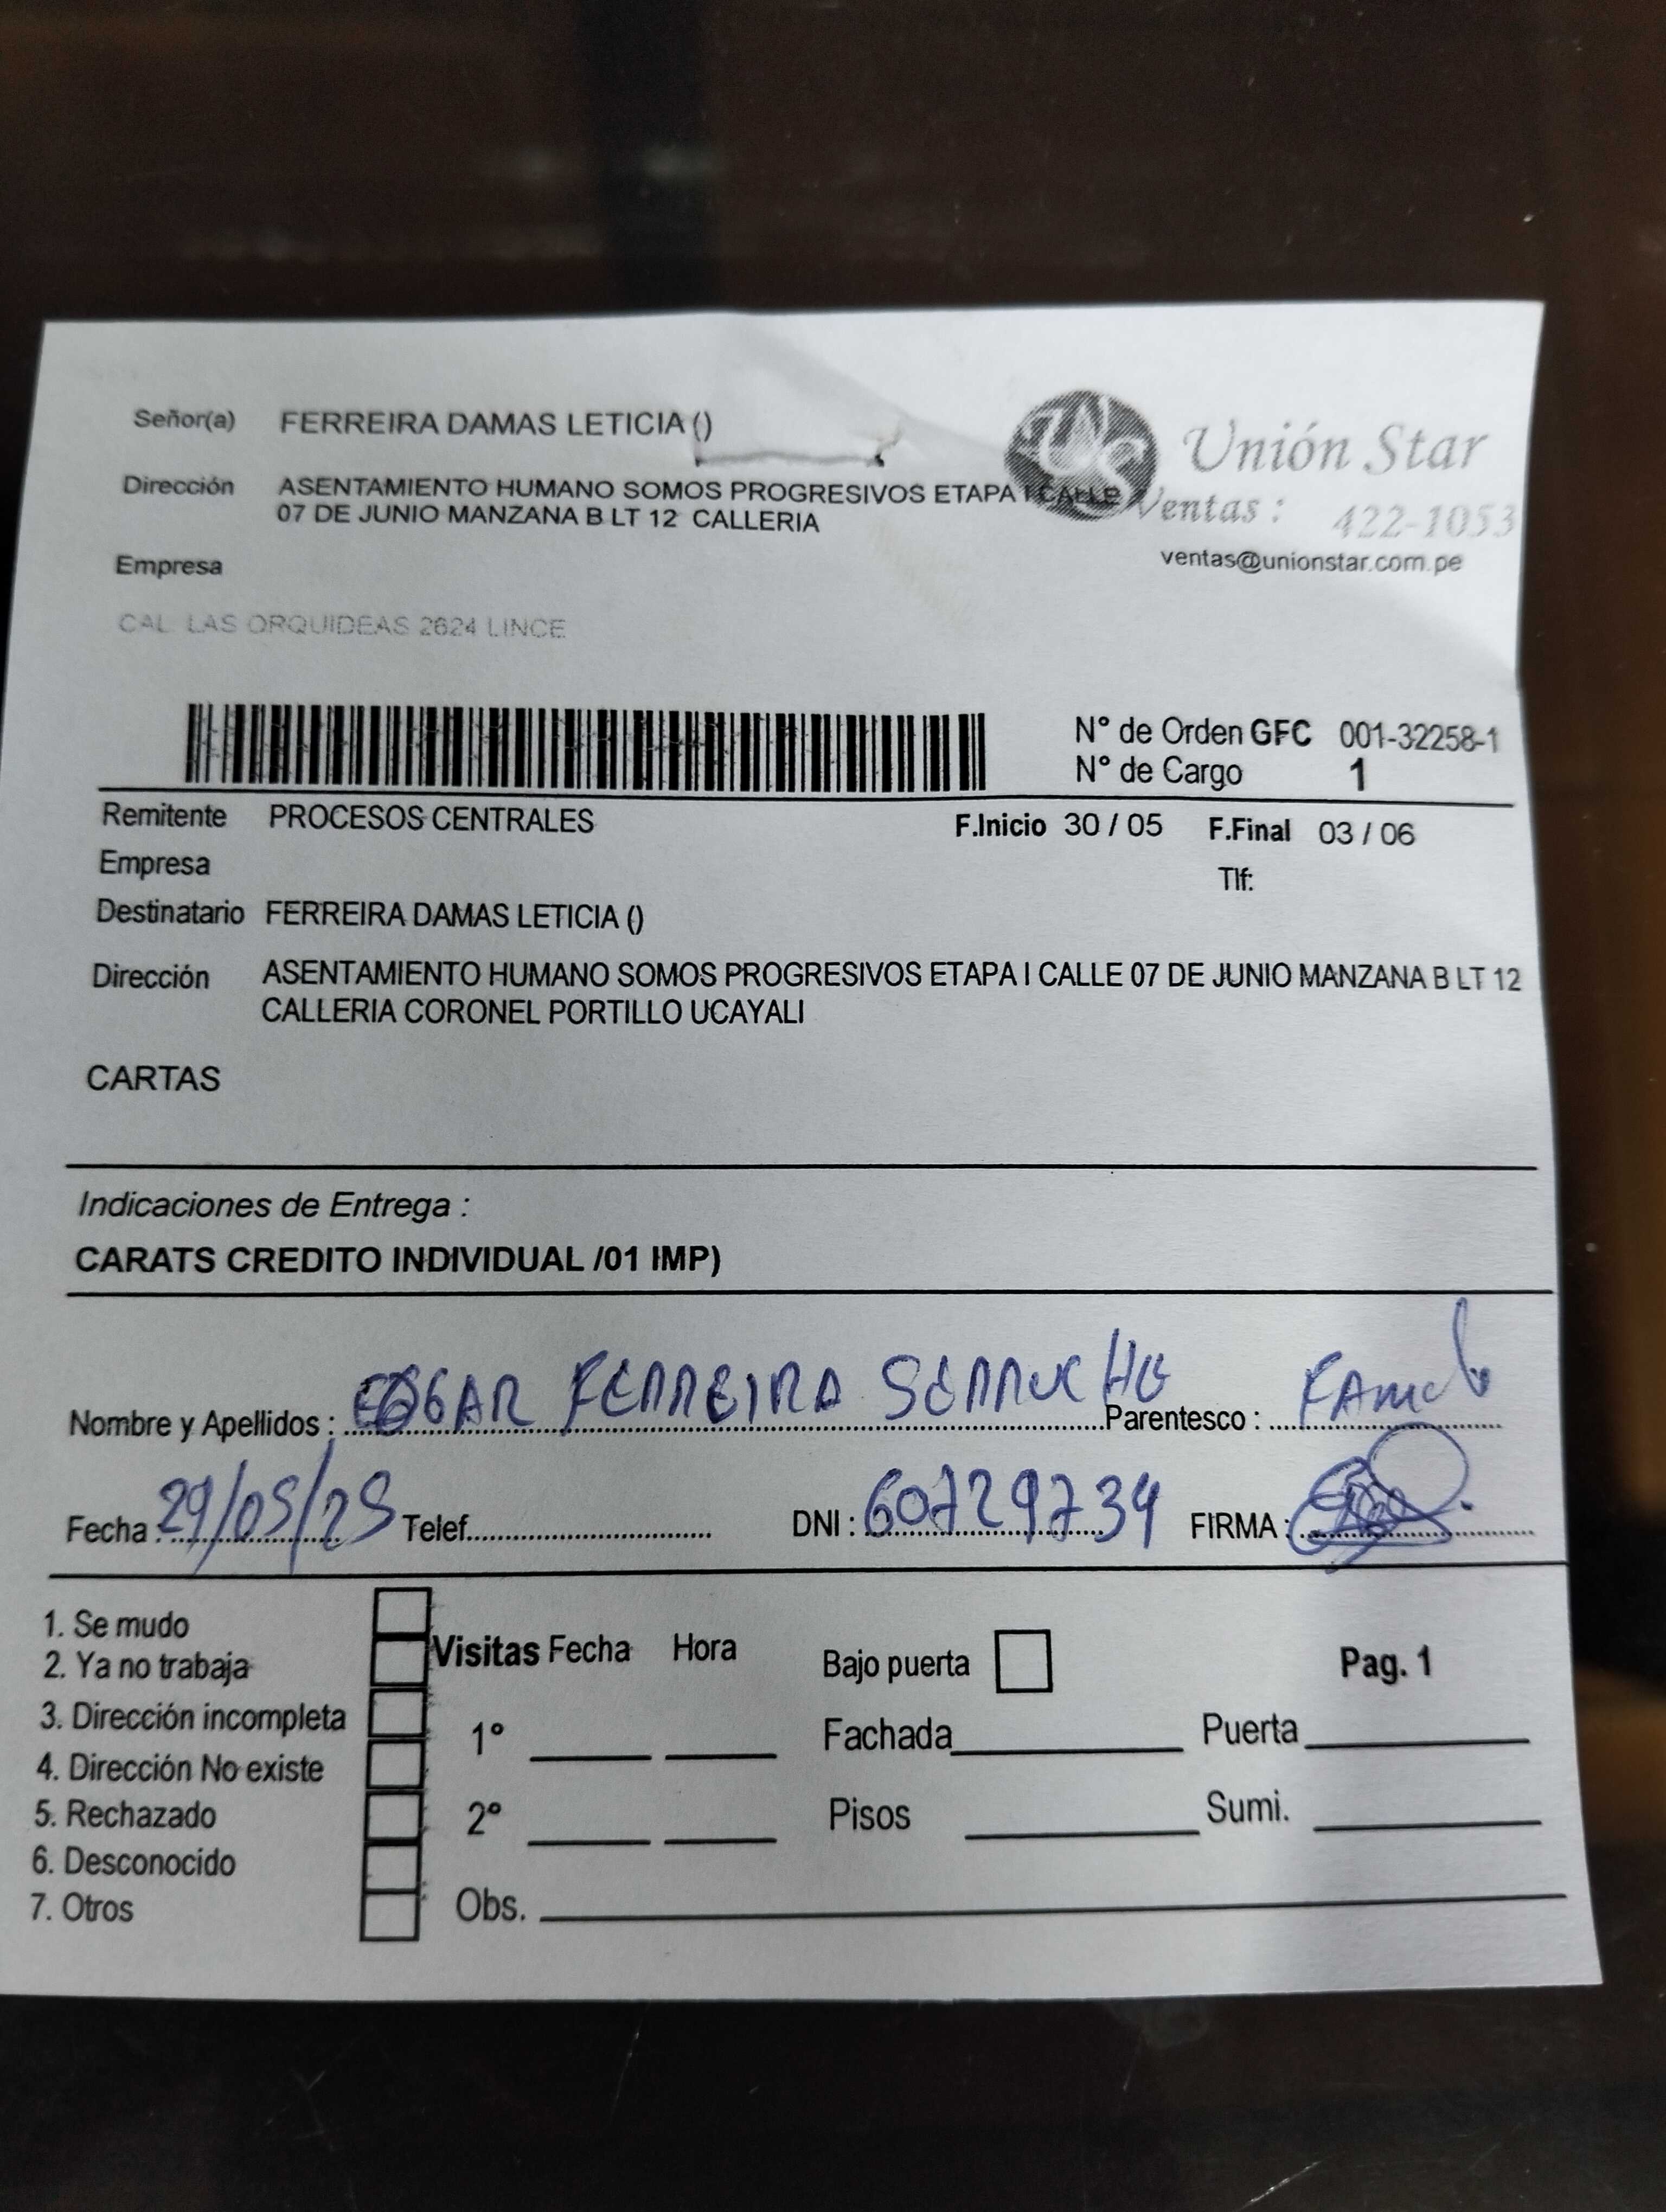 Señor(a) FERREIRA DAMAS LETICIA ()
Unión Star
Dirección ASENTAMIENTO HUMANO SOMOS PROGRESIVOS ETAPA I CALLE
07 DE JUNIO MANZANA B LT 12 CALLERIA
Ventas : 422-1053
ventas@unionstar.com.pe
Empresa
CAL. LAS ORQUIDEAS 2624 LINCE
N° de Orden GFC 001-32258-1
N° de Cargo 1
Remitente PROCESOS CENTRALES F.Inicio 30 / 05 F.Final 03 / 06
Empresa Tlf:
Destinatario FERREIRA DAMAS LETICIA ()
Dirección ASENTAMIENTO HUMANO SOMOS PROGRESIVOS ETAPA I CALLE 07 DE JUNIO MANZANA B LT 12
CALLERIA CORONEL PORTILLO UCAYALI
CARTAS
Indicaciones de Entrega :
CARATS CREDITO INDIVIDUAL /01 IMP)
Nombre y Apellidos : EDGAR FERREIRA Parentesco :
Fecha : 29/05/25 Telef. DNI : 60729734 FIRMA :
1. Se mudo
2. Ya no trabaja
3. Dirección incompleta
4. Dirección No existe
5. Rechazado
6. Desconocido
7. Otros
Visitas Fecha Hora
1°
2°
Obs.
Bajo puerta Pag. 1
Fachada Puerta
Pisos Sumi.